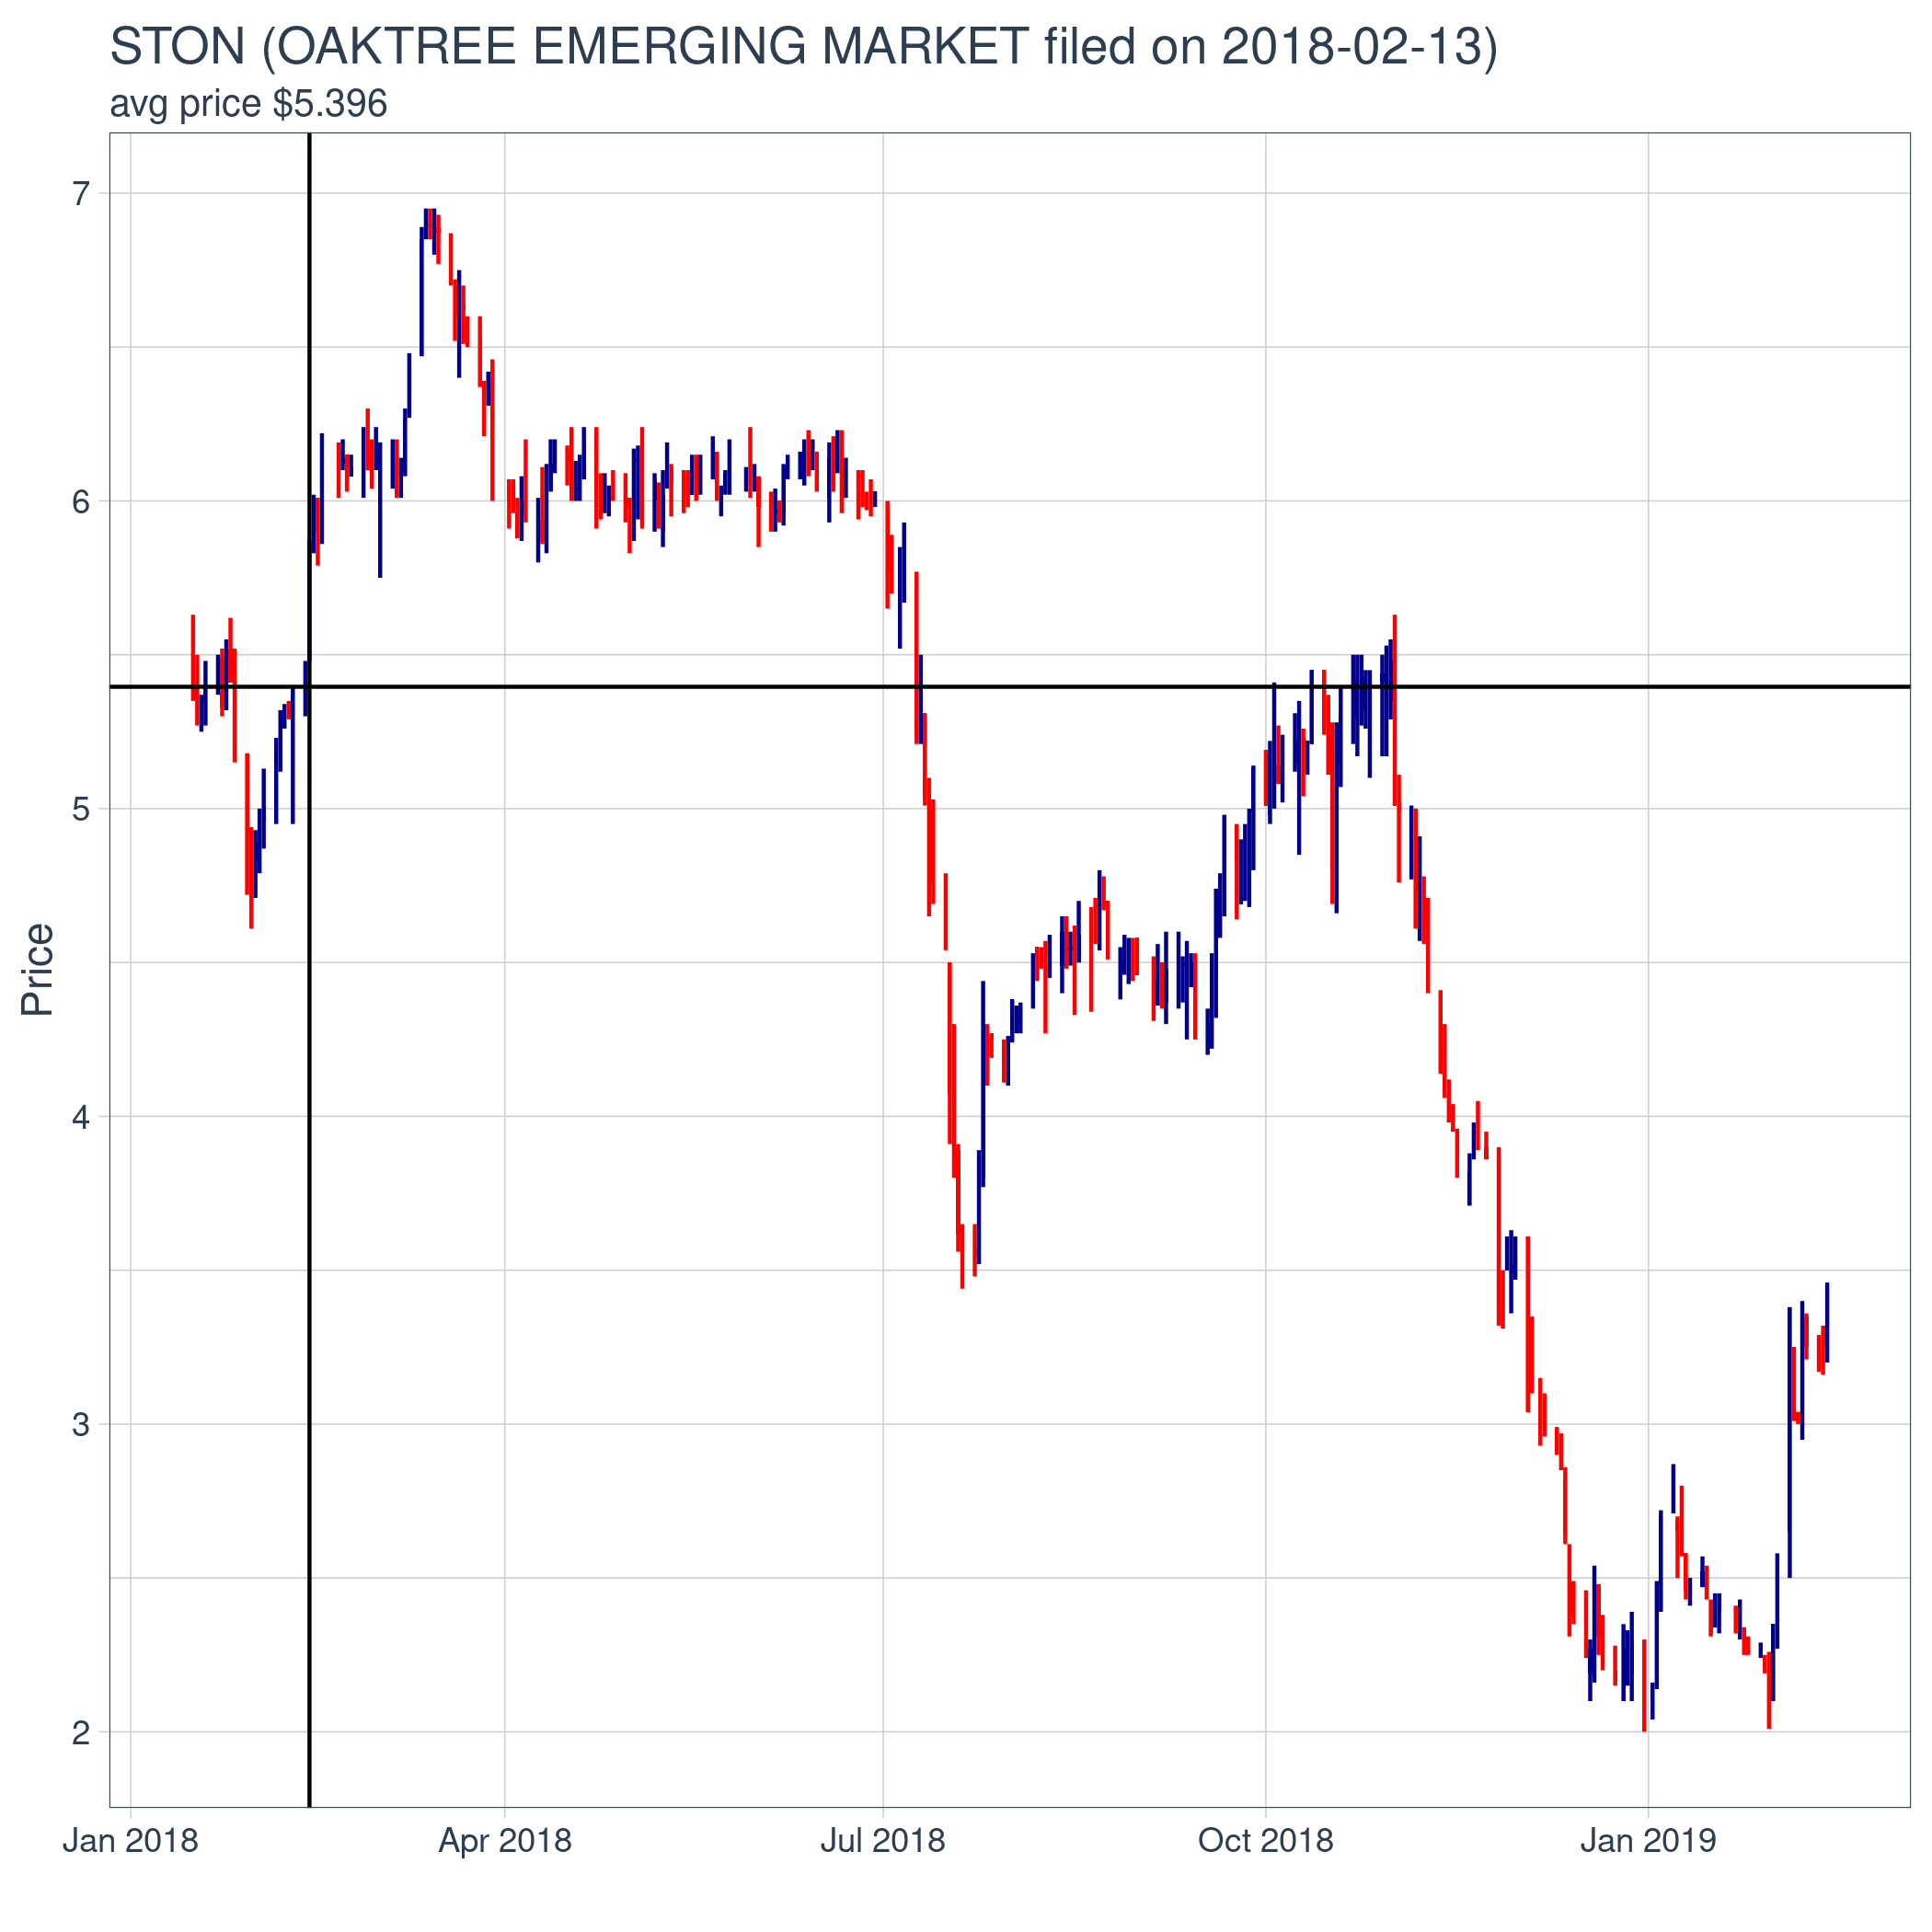 STON (OAKTREE EMERGING MARKET filed on 2018-02-13)
avg price $5.396
7
6
5
4
3
2
Price
Jan 2018
Apr 2018
Jul 2018
Oct 2018
Jan 2019